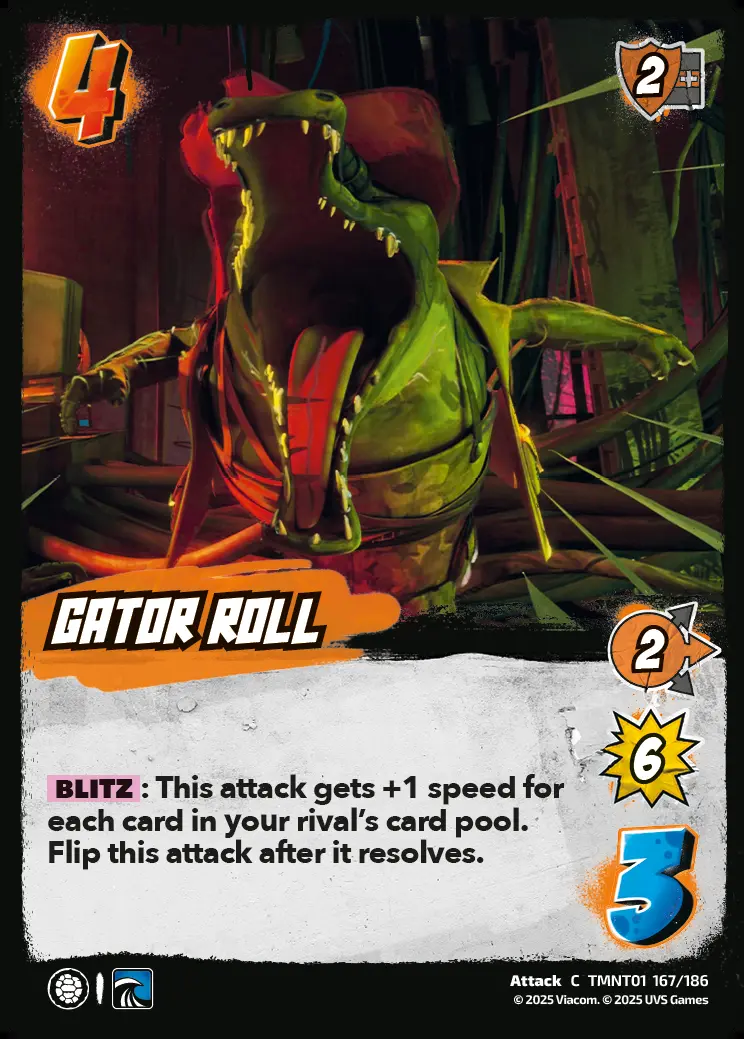 4
2
GATOR ROLL
2
BLITZ : This attack gets +1 speed for
6
each card in your rival's card pool.
Flip this attack after it resolves.
3
Attack C TMNT01 167/186
© 2025 Viacom. © 2025 UVS Games